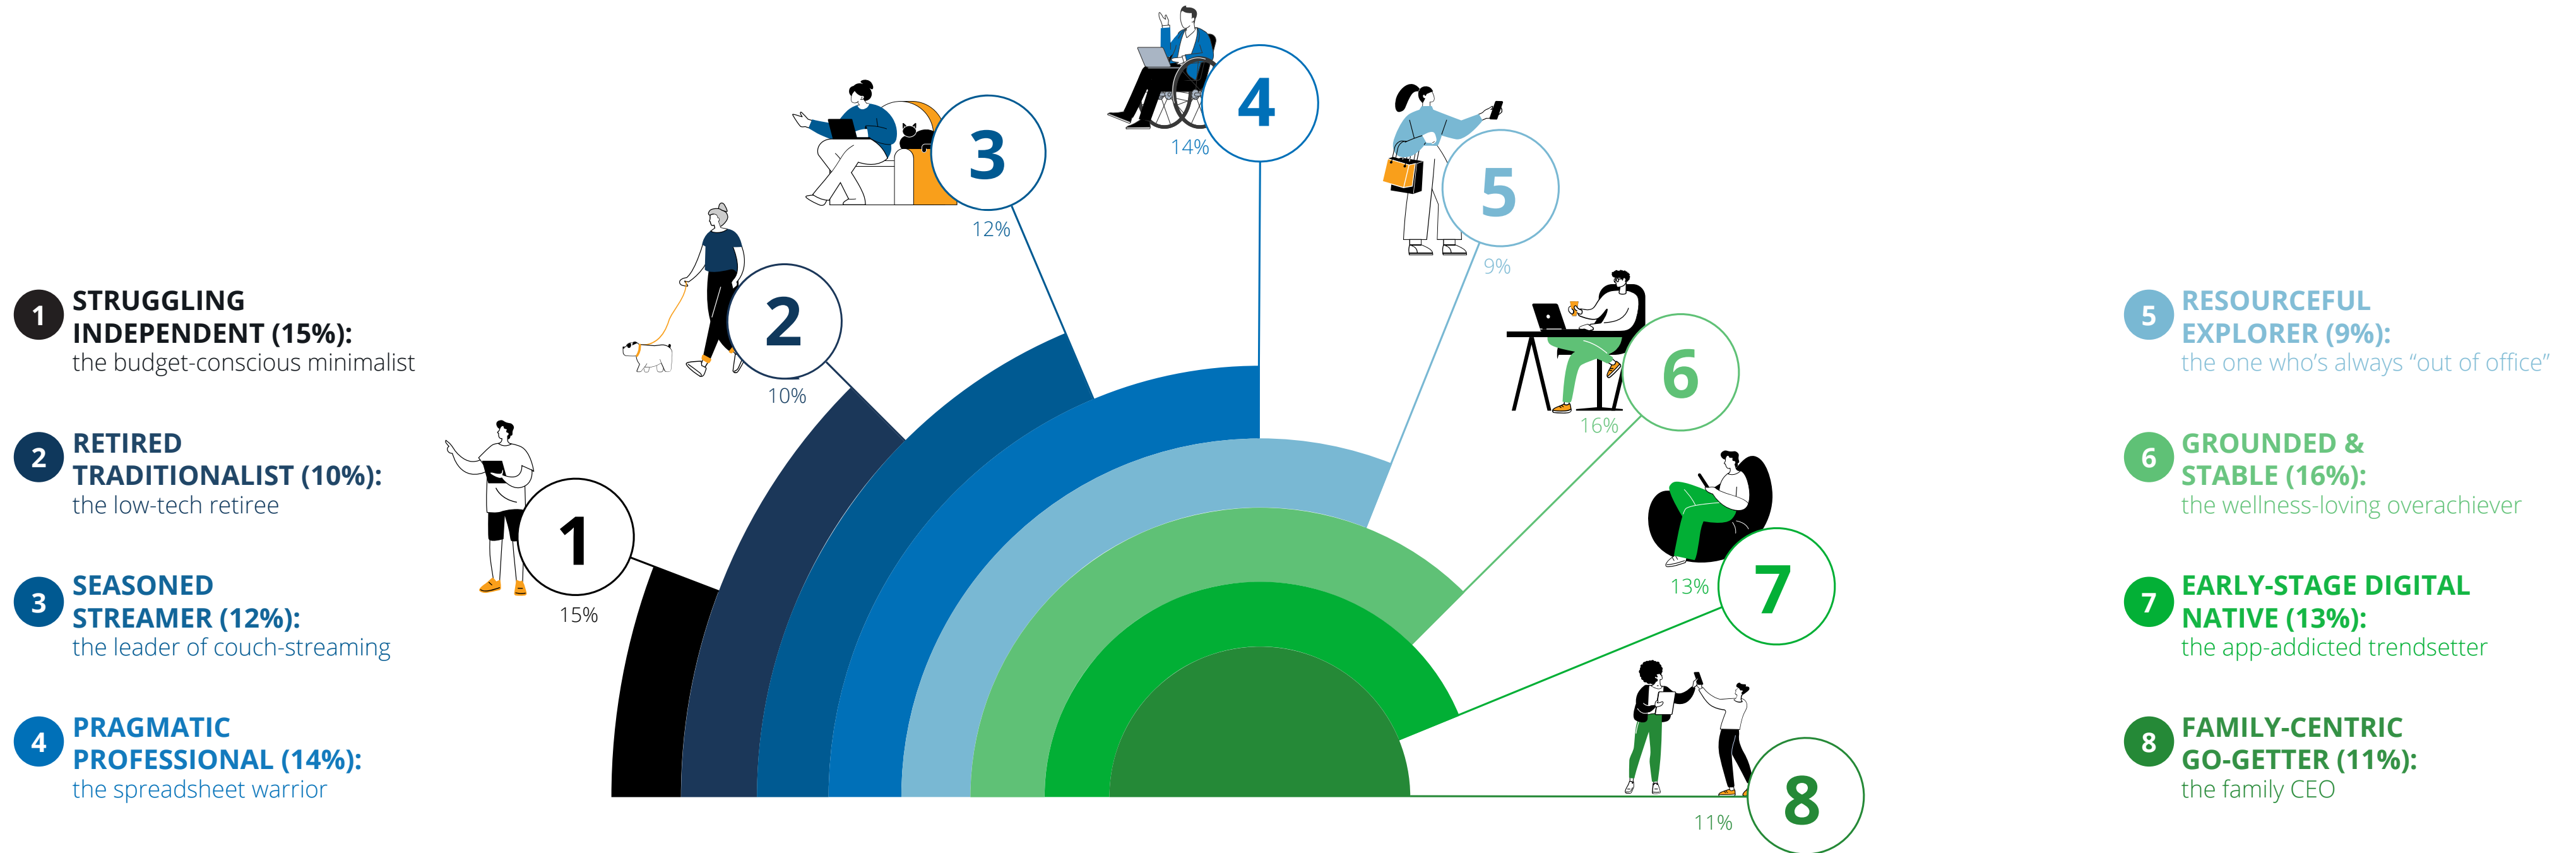 1
STRUGGLING
INDEPENDENT (15%):
the budget-conscious minimalist
2
RETIRED
TRADITIONALIST (10%):
the low-tech retiree
3
SEASONED
STREAMER (12%):
the leader of couch-streaming
4
PRAGMATIC
PROFESSIONAL (14%):
the spreadsheet warrior
1
15%
2
10%
3
12%
4
14%
5
9%
6
16%
7
13%
8
11%
5
RESOURCEFUL
EXPLORER (9%):
the one who’s always “out of office”
6
GROUNDED &
STABLE (16%):
the wellness-loving overachiever
7
EARLY-STAGE DIGITAL
NATIVE (13%):
the app-addicted trendsetter
8
FAMILY-CENTRIC
GO-GETTER (11%):
the family CEO